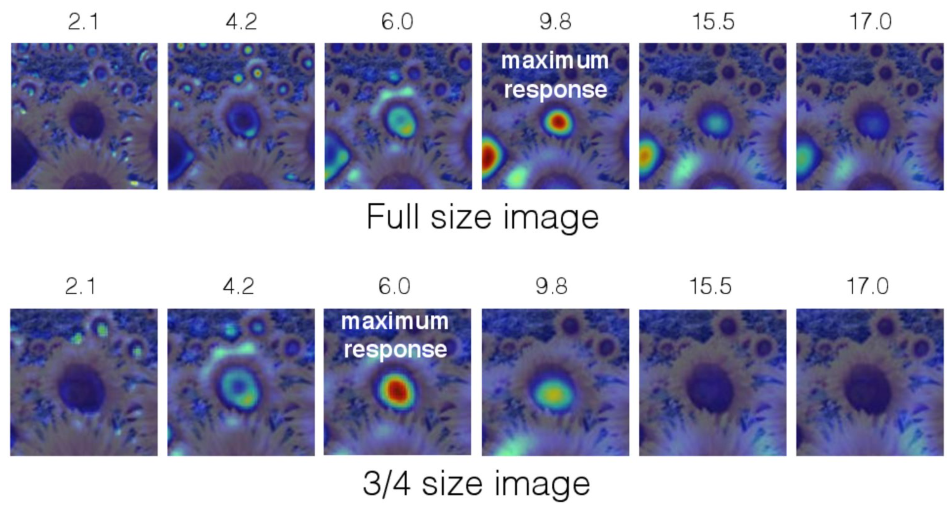 2.1 4.2 6.0 9.8 15.5 17.0
maximum
response
Full size image
2.1 4.2 6.0 9.8 15.5 17.0
maximum
response
3/4 size image